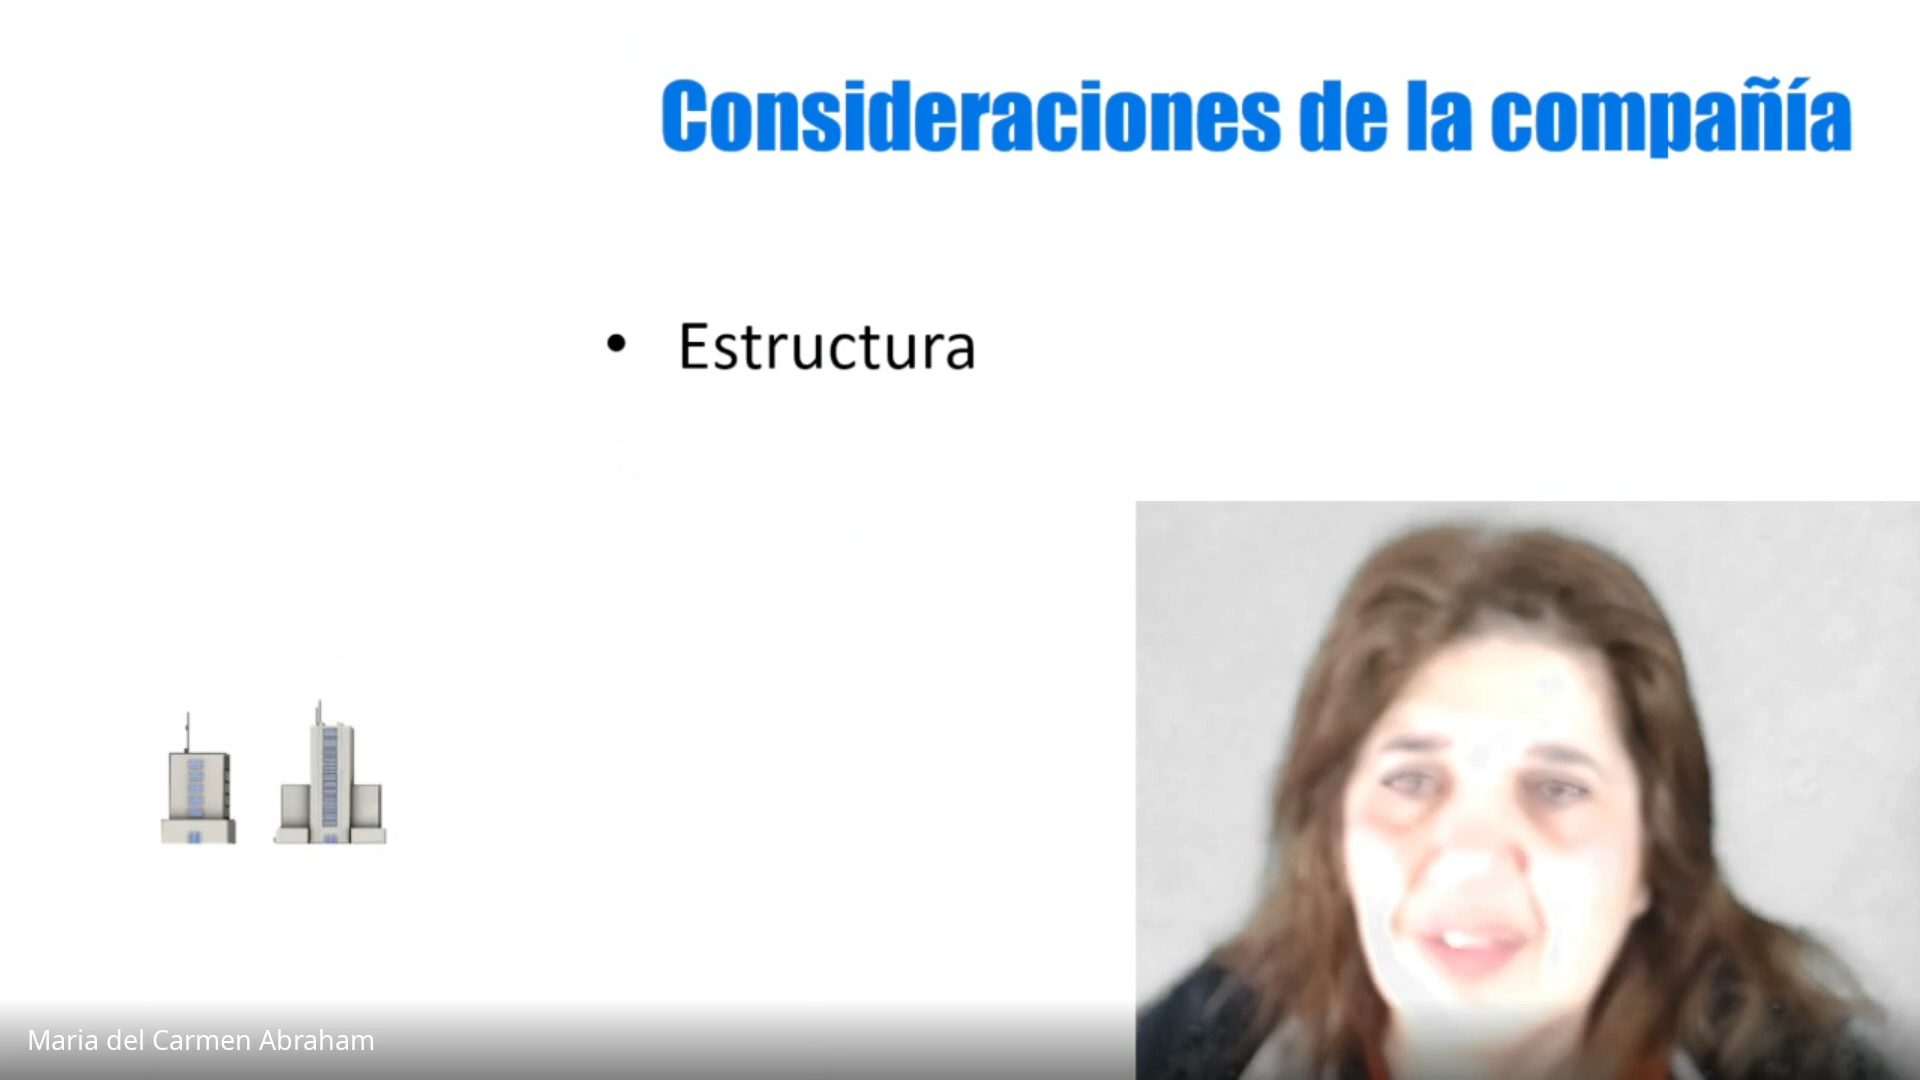 Consideraciones de la compañía
• Estructura
Maria del Carmen Abraham